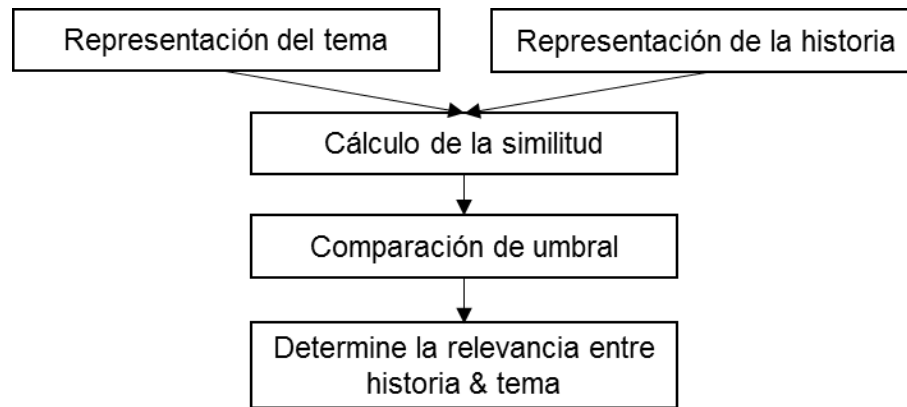 Representación del tema
Representación de la historia
Cálculo de la similitud
Comparación de umbral
Determine la relevancia entre
historia & tema